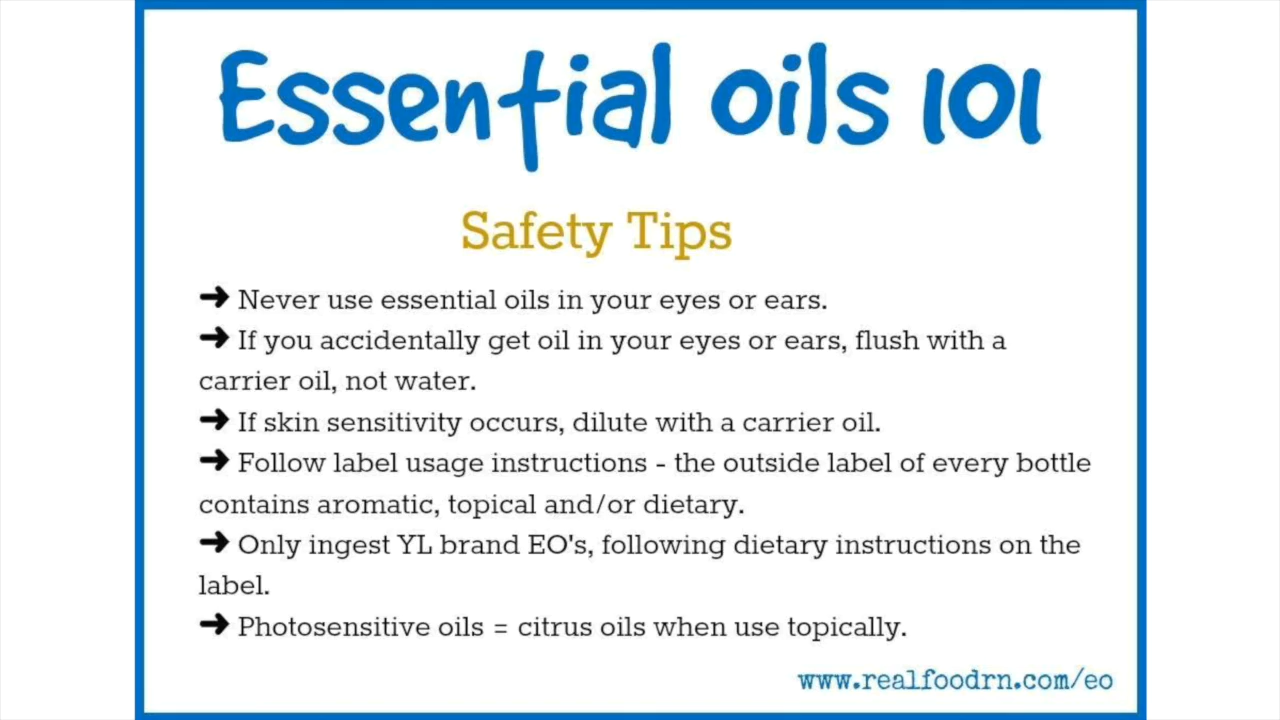 Essential oils 101
Safety Tips
➜ Never use essential oils in your eyes or ears.
➜ If you accidentally get oil in your eyes or ears, flush with a
carrier oil, not water.
➜ If skin sensitivity occurs, dilute with a carrier oil.
➜ Follow label usage instructions - the outside label of every bottle
contains aromatic, topical and/or dietary.
➜ Only ingest YL brand EO's, following dietary instructions on the
label.
➜ Photosensitive oils = citrus oils when use topically.
www.realfoodrn.com/eo